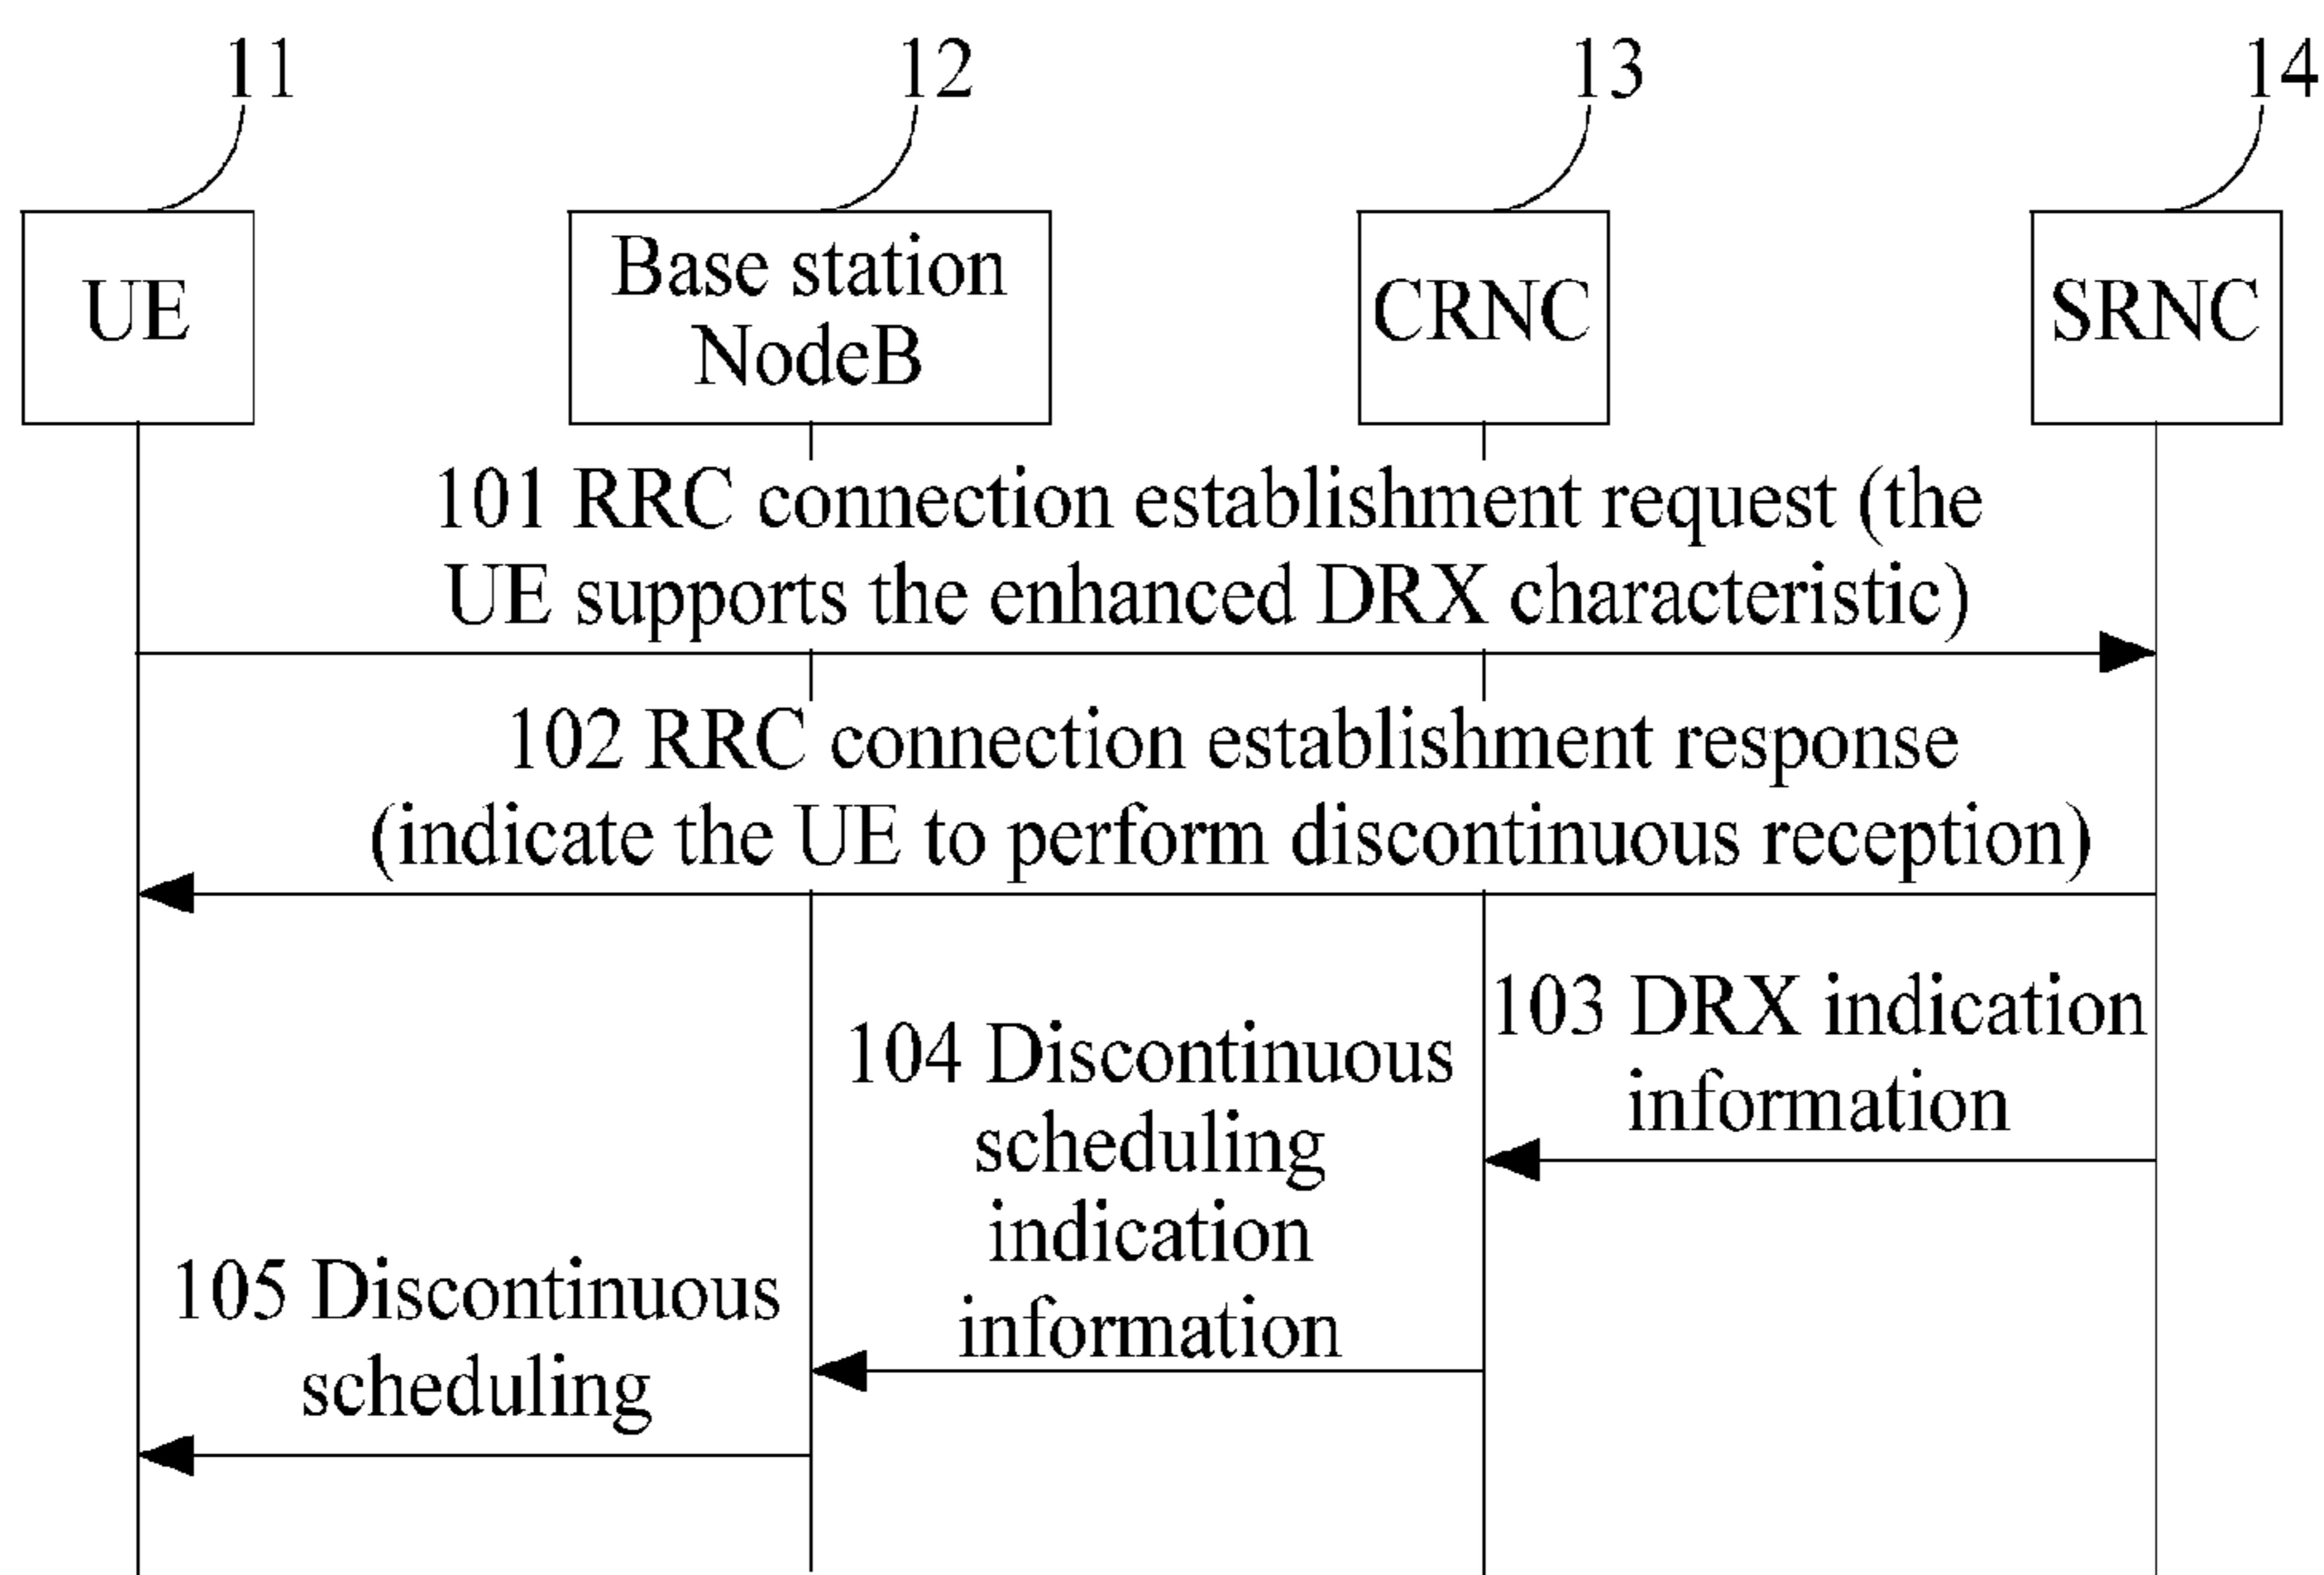 11
12
13
14
UE
Base station
NodeB
CRNC
SRNC
101 RRC connection establishment request (the
UE supports the enhanced DRX characteristic)
102 RRC connection establishment response
(indicate the UE to perform discontinuous reception)
103 DRX indication
information
104 Discontinuous
scheduling
indication
information
105 Discontinuous
scheduling